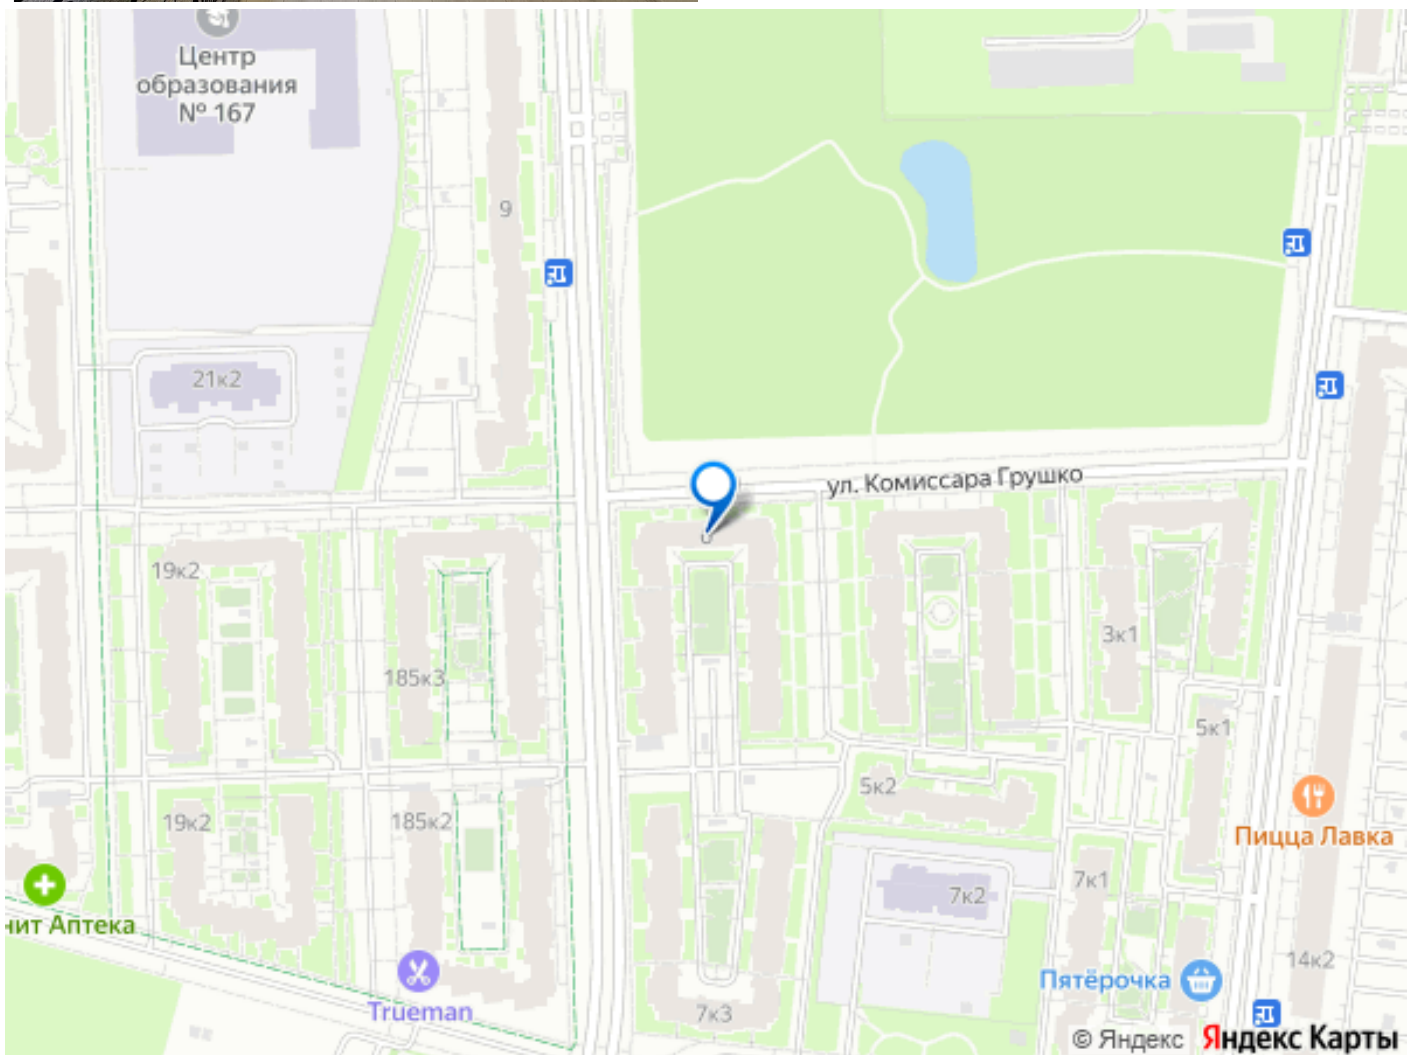 Центр
образования
№ 167
9
21к2
ул. Комиссара Грушко
19к2
185к3
3к1
5к1
5к2
19к2
185к2
Пицца Лавка
7к1
7к2
нит Аптека
14к2
Пятёрочка
Trueman
7к3
© Яндекс Яндекс Карты